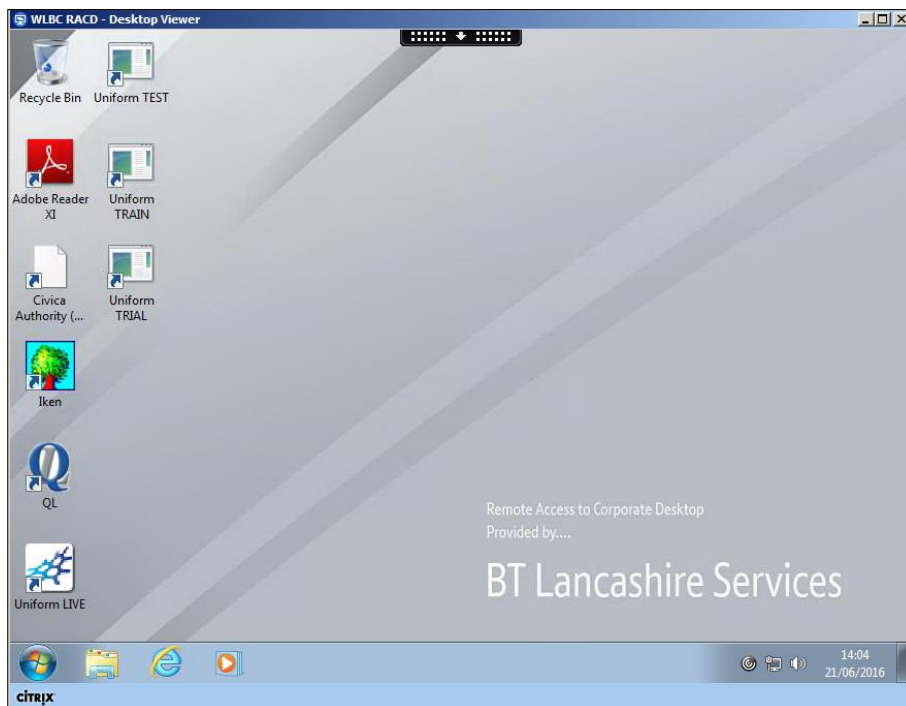 WLBC RACD - Desktop Viewer
Recycle Bin
Uniform TEST
Adobe Reader
XI
Uniform
TRAIN
Civica
Authority (...
Uniform
TRIAL
Iken
QL
Uniform LIVE
Remote Access to Corporate Desktop
Provided by....
BT Lancashire Services
14:04
21/06/2016
CITRIX